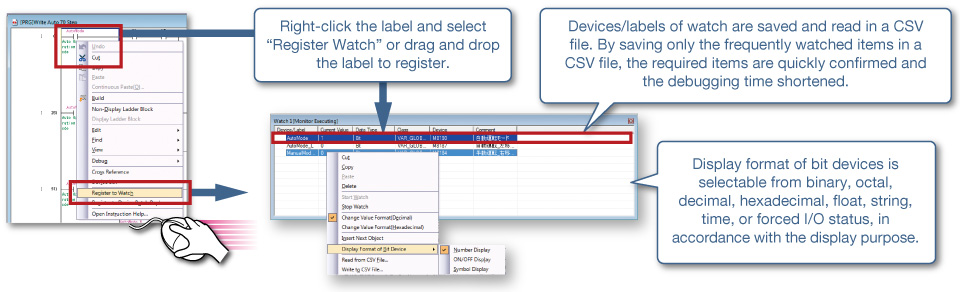 [PRG]Write Auto 70 Step
AutoMode
Undo
Cut
Copy
Paste
Continuous Paste(O)...
Build
Non-Display Ladder Block
Display Ladder Block
Edit
Find
View
Debug
Cross Reference
Register to Watch
Open Instruction Help...
Right-click the label and select
“Register Watch” or drag and drop
the label to register.
Devices/labels of watch are saved and read in a CSV
file. By saving only the frequently watched items in a
CSV file, the required items are quickly confirmed and
the debugging time shortened.
Watch 1[Monitor Executing]
Device/Label Current Value Data Type Class Device Comment
AutoMode 1 Bit VAR_GLOB...
AutoMode_L 0 Bit VAR_GLOB...
Cut
Copy
Paste
Delete
Start Watch
Stop Watch
Change Value Format(Decimal)
Change Value Format(Hexadecimal)
Insert Next Object
Display Format of Bit Device
Read from CSV File...
Write to CSV File...
Number Display
ON/OFF Display
Symbol Display
Display format of bit devices is
selectable from binary, octal,
decimal, hexadecimal, float, string,
time, or forced I/O status, in
accordance with the display purpose.